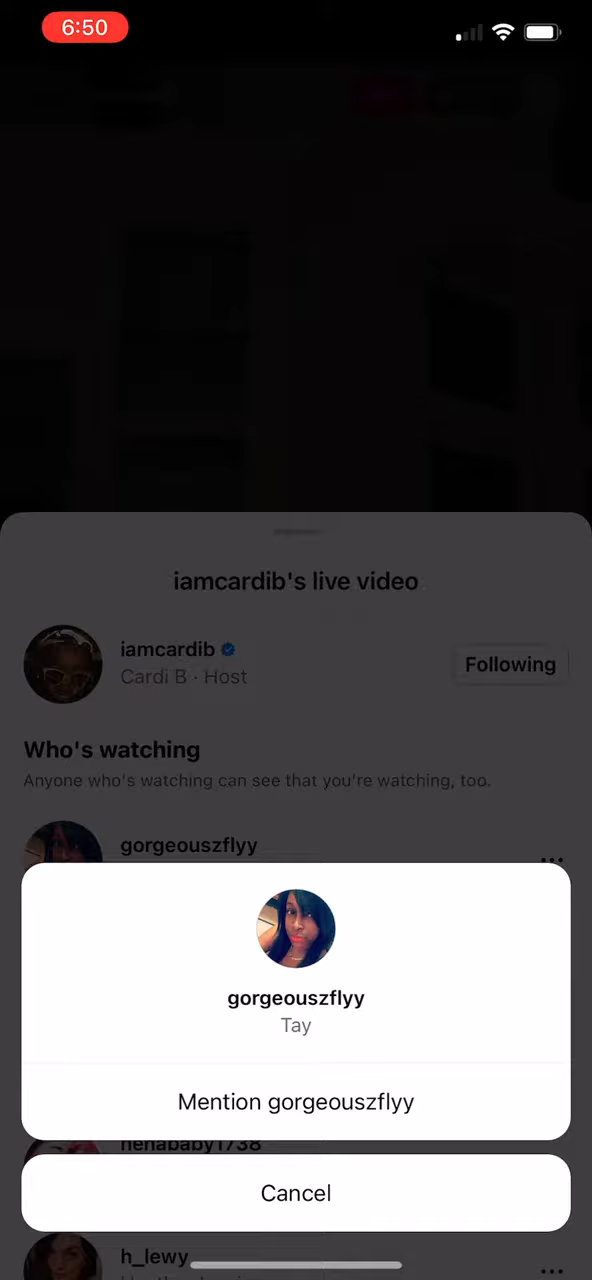 6:50
iamcardib's live video
iamcardib
Cardi B · Host
Following
Who's watching
Anyone who's watching can see that you're watching, too.
gorgeouszflyy
gorgeouszflyy
Tay
Mention gorgeouszflyy
nenababy1738
Cancel
h_lewy